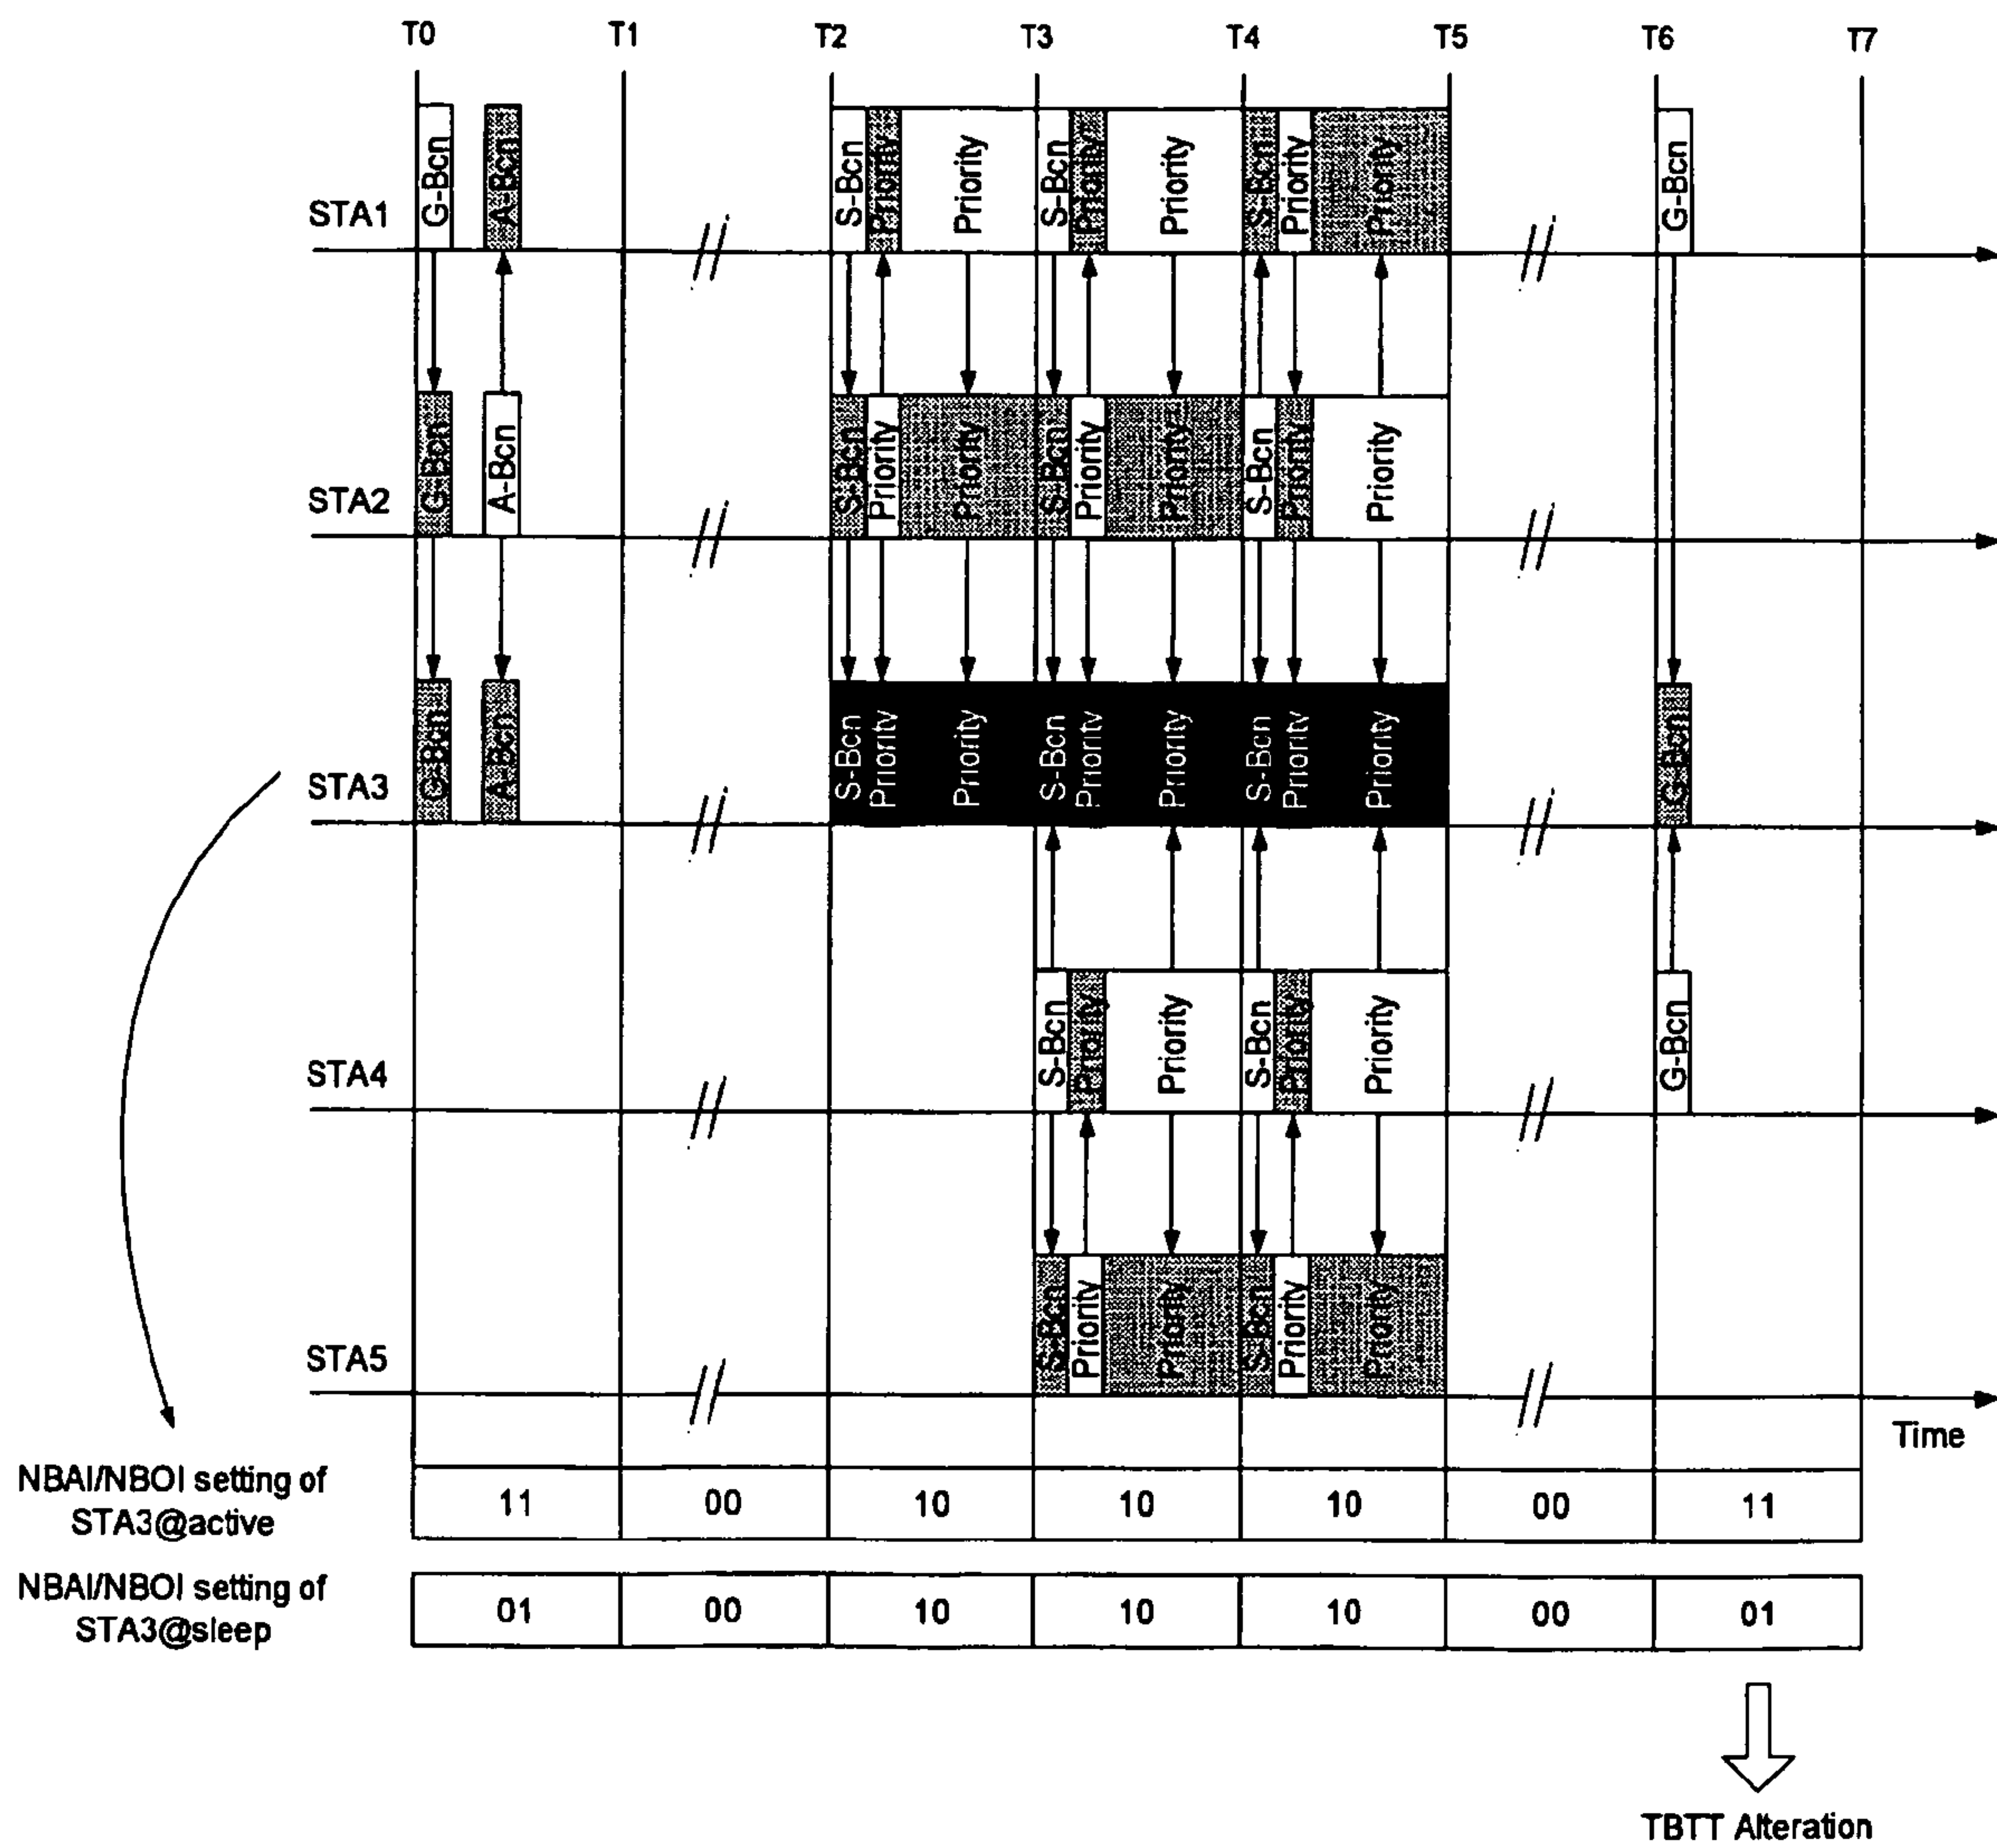 T0 T1 T2 T3 T4 T5 T6 T7
STA1 G-Bcn A-Bcn S-Bcn Priority Priority S-Bcn Priority Priority S-Bcn Priority Priority G-Bcn
STA2 G-Bcn A-Bcn S-Bcn Priority Priority S-Bcn Priority Priority S-Bcn Priority Priority
STA3 G-Bcn A-Bcn S-Bcn Priority Priority S-Bcn Priority Priority S-Bcn Priority Priority G-Bcn
STA4 S-Bcn Priority Priority S-Bcn Priority Priority G-Bcn
STA5 S-Bcn Priority Priority S-Bcn Priority Priority
Time
NBAI/NBOI setting of
STA3@active
11 00 10 10 10 00 11
NBAI/NBOI setting of
STA3@sleep
01 00 10 10 10 00 01
TBTT Alteration